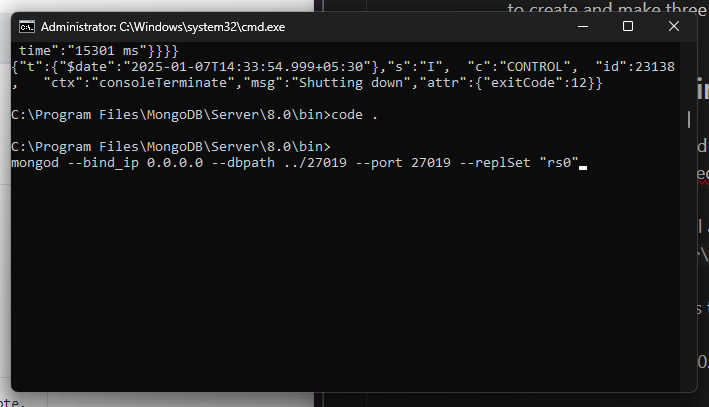 to create and make three
Administrator: C:\Windows\system32\cmd.exe
time":"15301 ms"}}}}
{"t":{"$date":"2025-01-07T14:33:54.999+05:30"},"s":"I",  "c":"CONTROL",  "id":23138
,   "ctx":"consoleTerminate","msg":"Shutting down","attr":{"exitCode":12}}
C:\Program Files\MongoDB\Server\8.0\bin>code .
C:\Program Files\MongoDB\Server\8.0\bin>
mongod --bind_ip 0.0.0.0 --dbpath ../27019 --port 27019 --replSet "rs0"